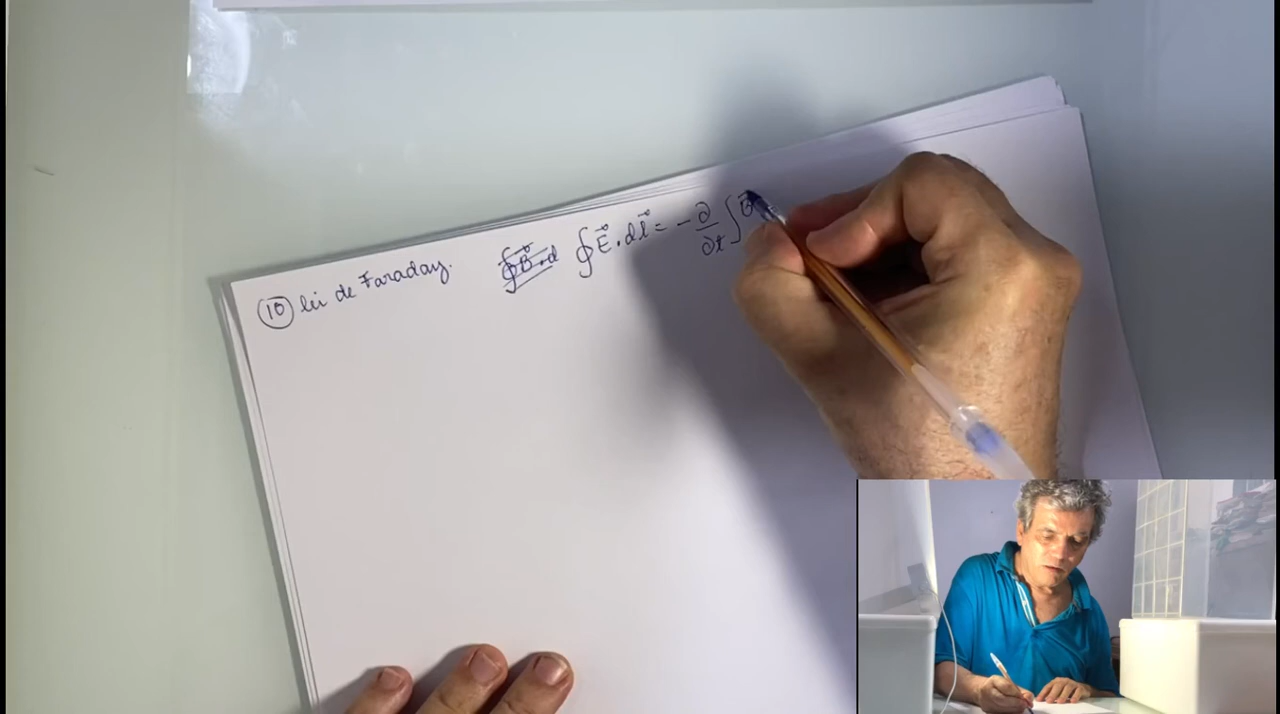 (10) lei de Faraday. ∮B⃗.d ∮E⃗.dl⃗ = -∂/∂t ∫B⃗